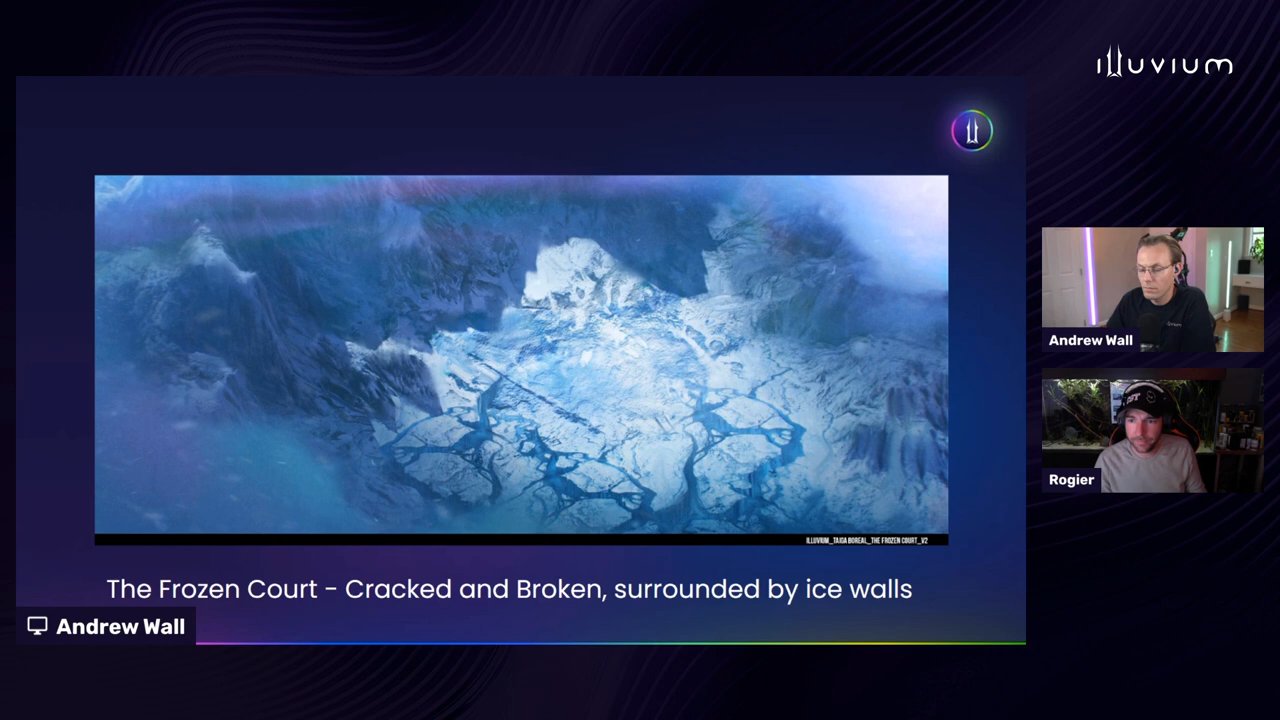 illuvium
ILLUVIUM_TAIGA BOREAL_THE FROZEN COURT_V2
The Frozen Court - Cracked and Broken, surrounded by ice walls
Andrew Wall
Andrew Wall
Rogier